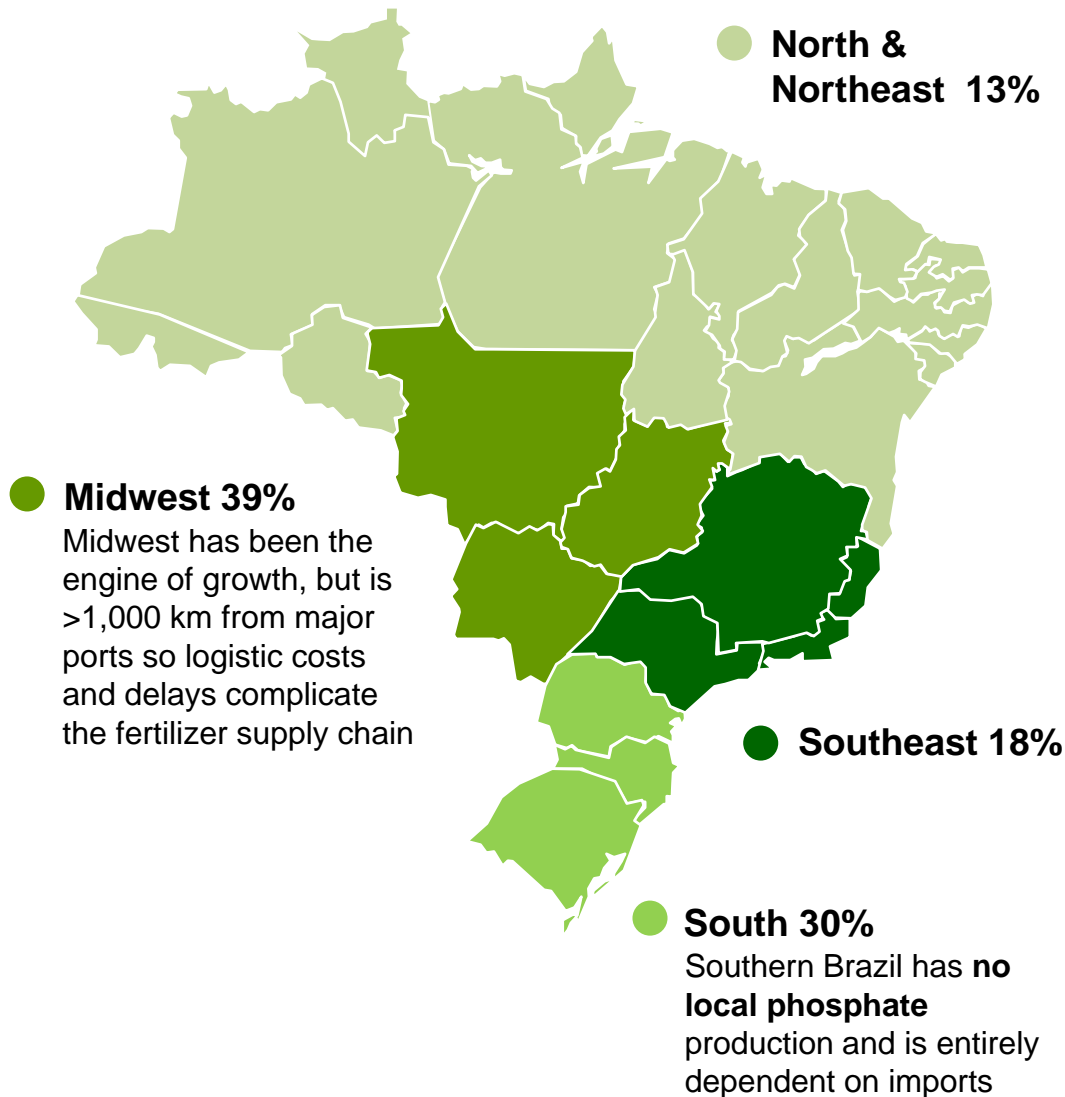 North &
Northeast  13%
Midwest 39%
Midwest has been the
engine of growth, but is
>1,000 km from major
ports so logistic costs
and delays complicate
the fertilizer supply chain
Southeast 18%
South 30%
Southern Brazil has no
local phosphate
production and is entirely
dependent on imports